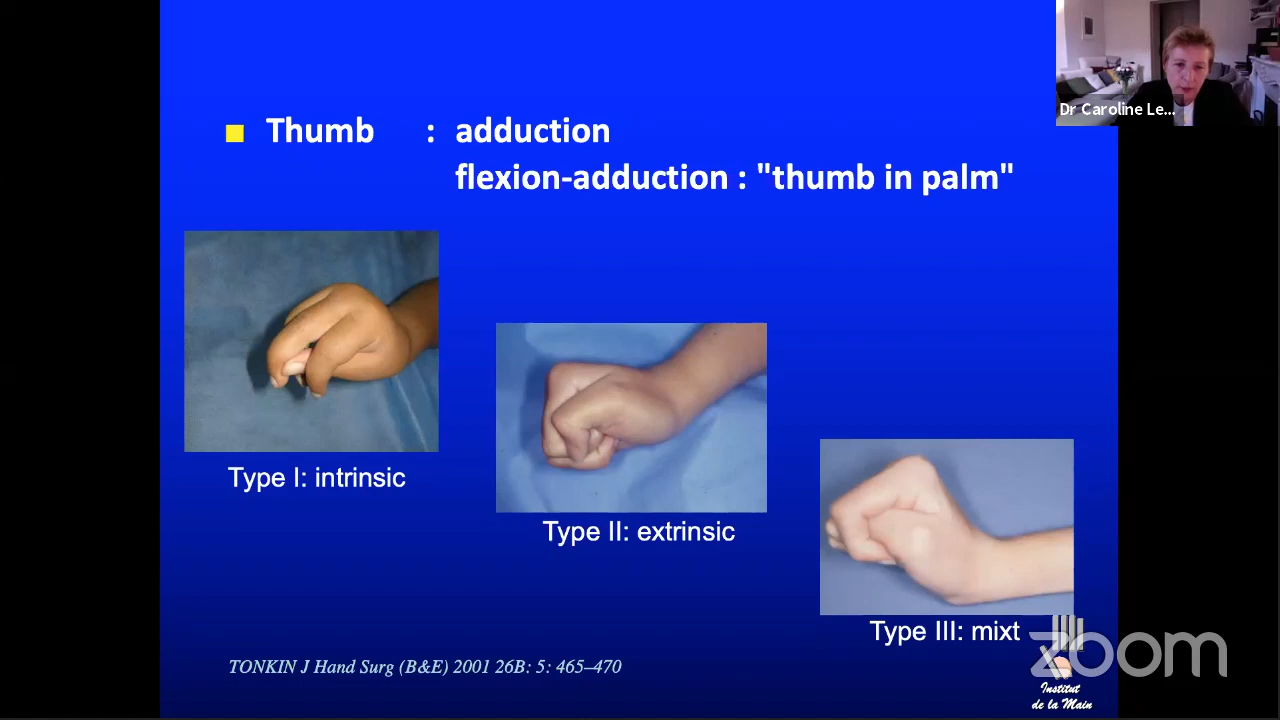 Dr Caroline Le...
Thumb : adduction
flexion-adduction : "thumb in palm"
Type I: intrinsic
Type II: extrinsic
Type III: mixt
zoom
TONKIN J Hand Surg (B&E) 2001 26B: 5: 465–470
Institut
de la Main